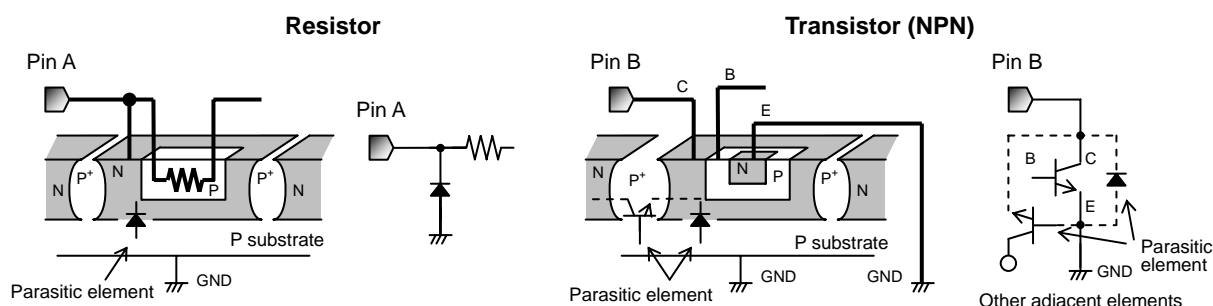 Resistor
Transistor (NPN)
Pin A
Pin A
N
P+
N
P
P+
N
P substrate
GND
Parasitic element
Pin B
C
B
E
N
P+
N
N
P
P+
N
P substrate
GND
GND
Parasitic element
Pin B
B
C
E
GND
Parasitic
element
Other adjacent elements